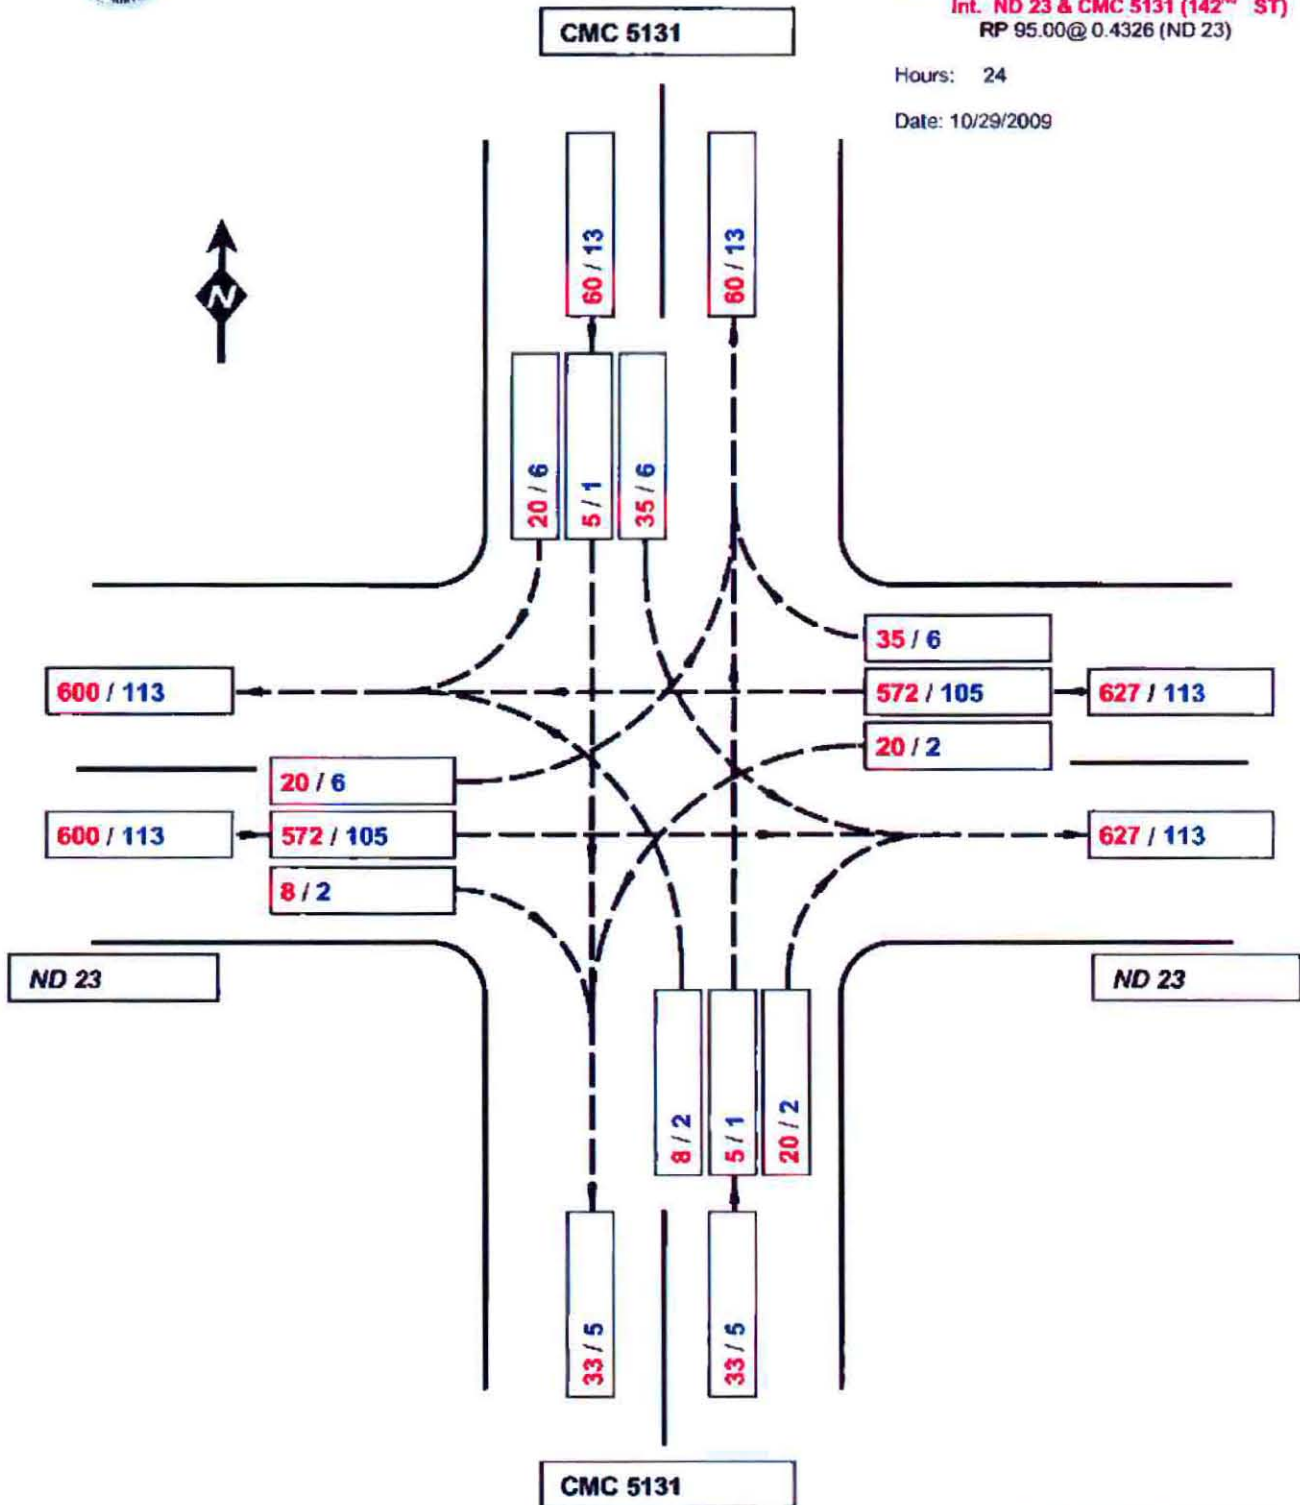 Int. ND 23 & CMC 5131 (142ND ST)
CMC 5131
RP 95.00@ 0.4326 (ND 23)
Hours: 24
Date: 10/29/2009
60 / 13
60 / 13
N
20 / 6
5 / 1
35 / 6
35 / 6
600 / 113
572 / 105
627 / 113
20 / 2
20 / 6
600 / 113
572 / 105
627 / 113
8 / 2
ND 23
ND 23
8 / 2
5 / 1
20 / 2
33 / 5
33 / 5
CMC 5131